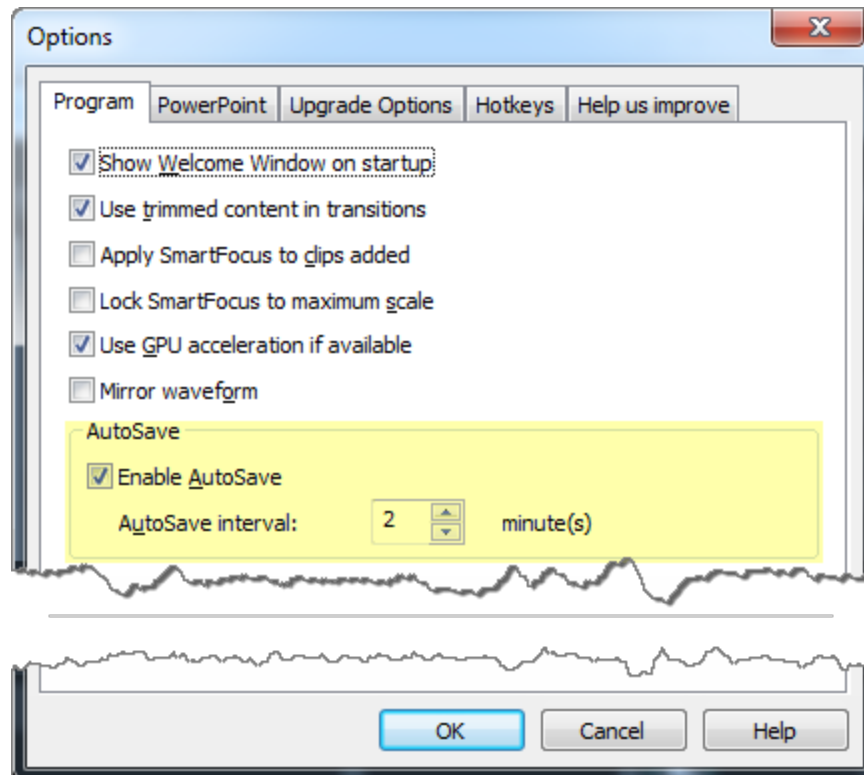 Options
Program PowerPoint Upgrade Options Hotkeys Help us improve
Show Welcome Window on startup
Use trimmed content in transitions
Apply SmartFocus to clips added
Lock SmartFocus to maximum scale
Use GPU acceleration if available
Mirror waveform
AutoSave
Enable AutoSave
AutoSave interval: 2 minute(s)
OK Cancel Help